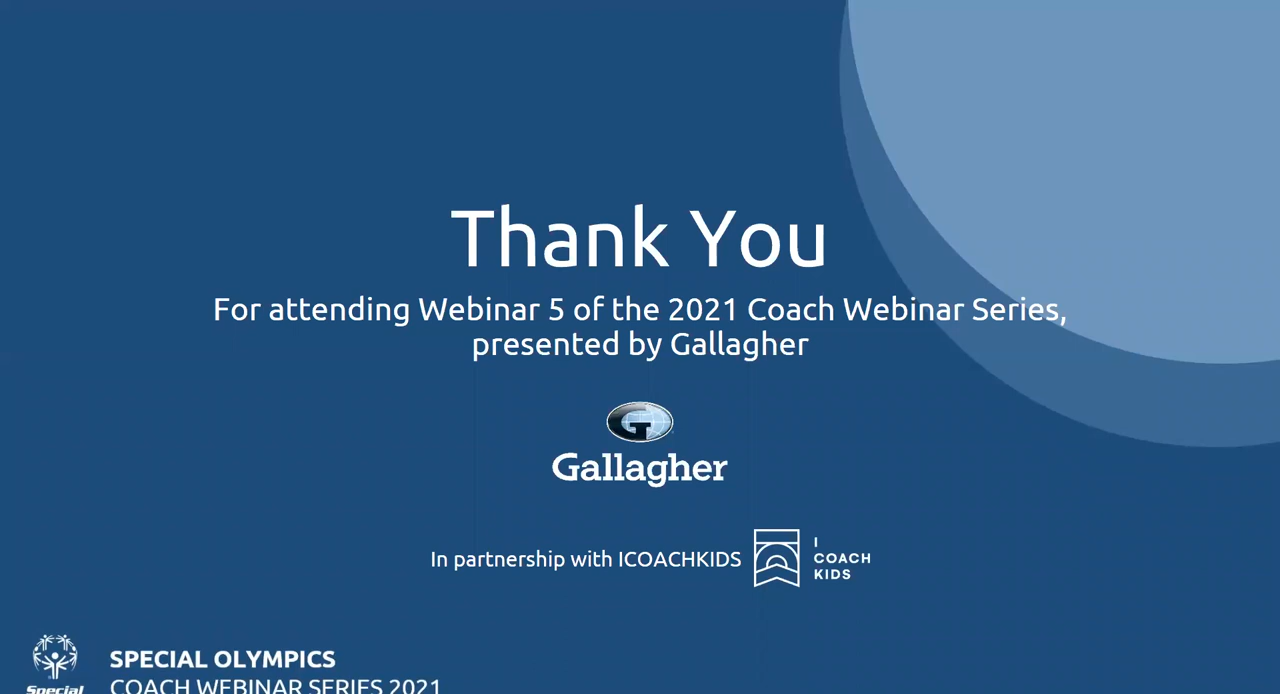 Thank You
For attending Webinar 5 of the 2021 Coach Webinar Series,
presented by Gallagher
G
Gallagher
In partnership with ICOACHKIDS
I
COACH
KIDS
SPECIAL OLYMPICS
Special
COACH WEBINAR SERIES 2021